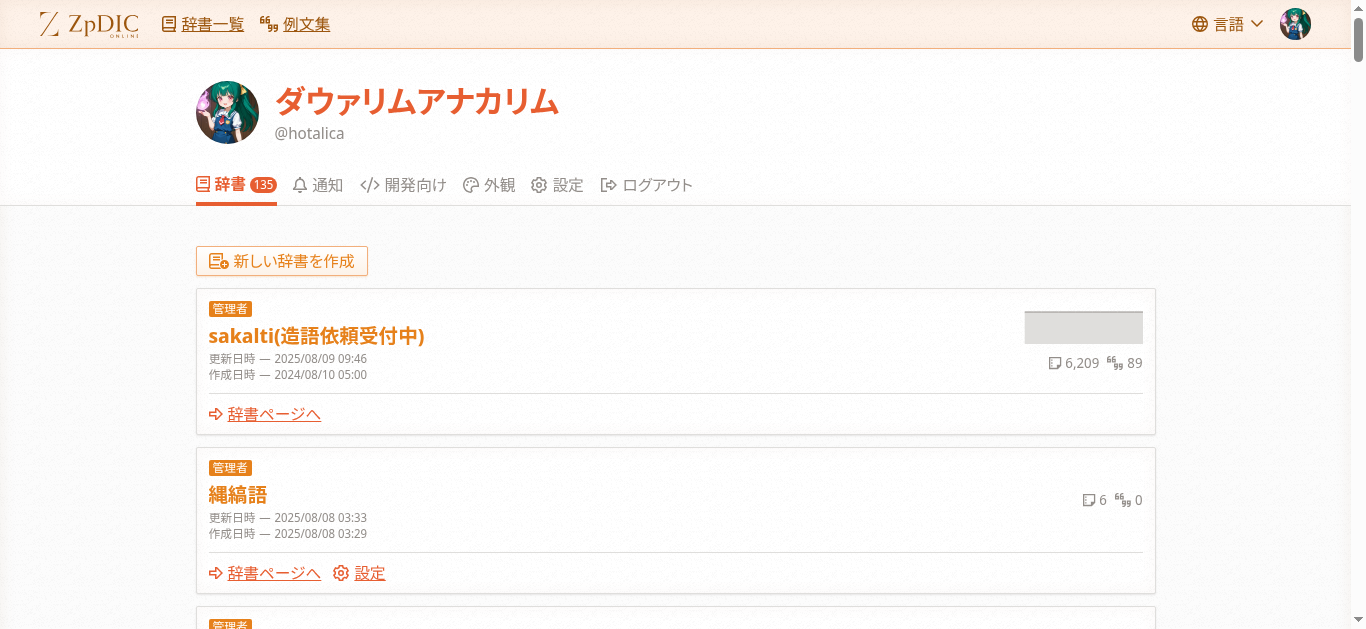 ZpDIC ONLINE 辞書一覧 例文集 言語
ダウァリムアナカリム
@hotalica
辞書 135 通知 開発向け 外観 設定 ログアウト
新しい辞書を作成
管理者
sakalti(造語依頼受付中)
更新日時 — 2025/08/09 09:46
作成日時 — 2024/08/10 05:00
6,209 89
辞書ページへ
管理者
縄縞語
更新日時 — 2025/08/08 03:33
作成日時 — 2025/08/08 03:29
6 0
辞書ページへ 設定
管理者